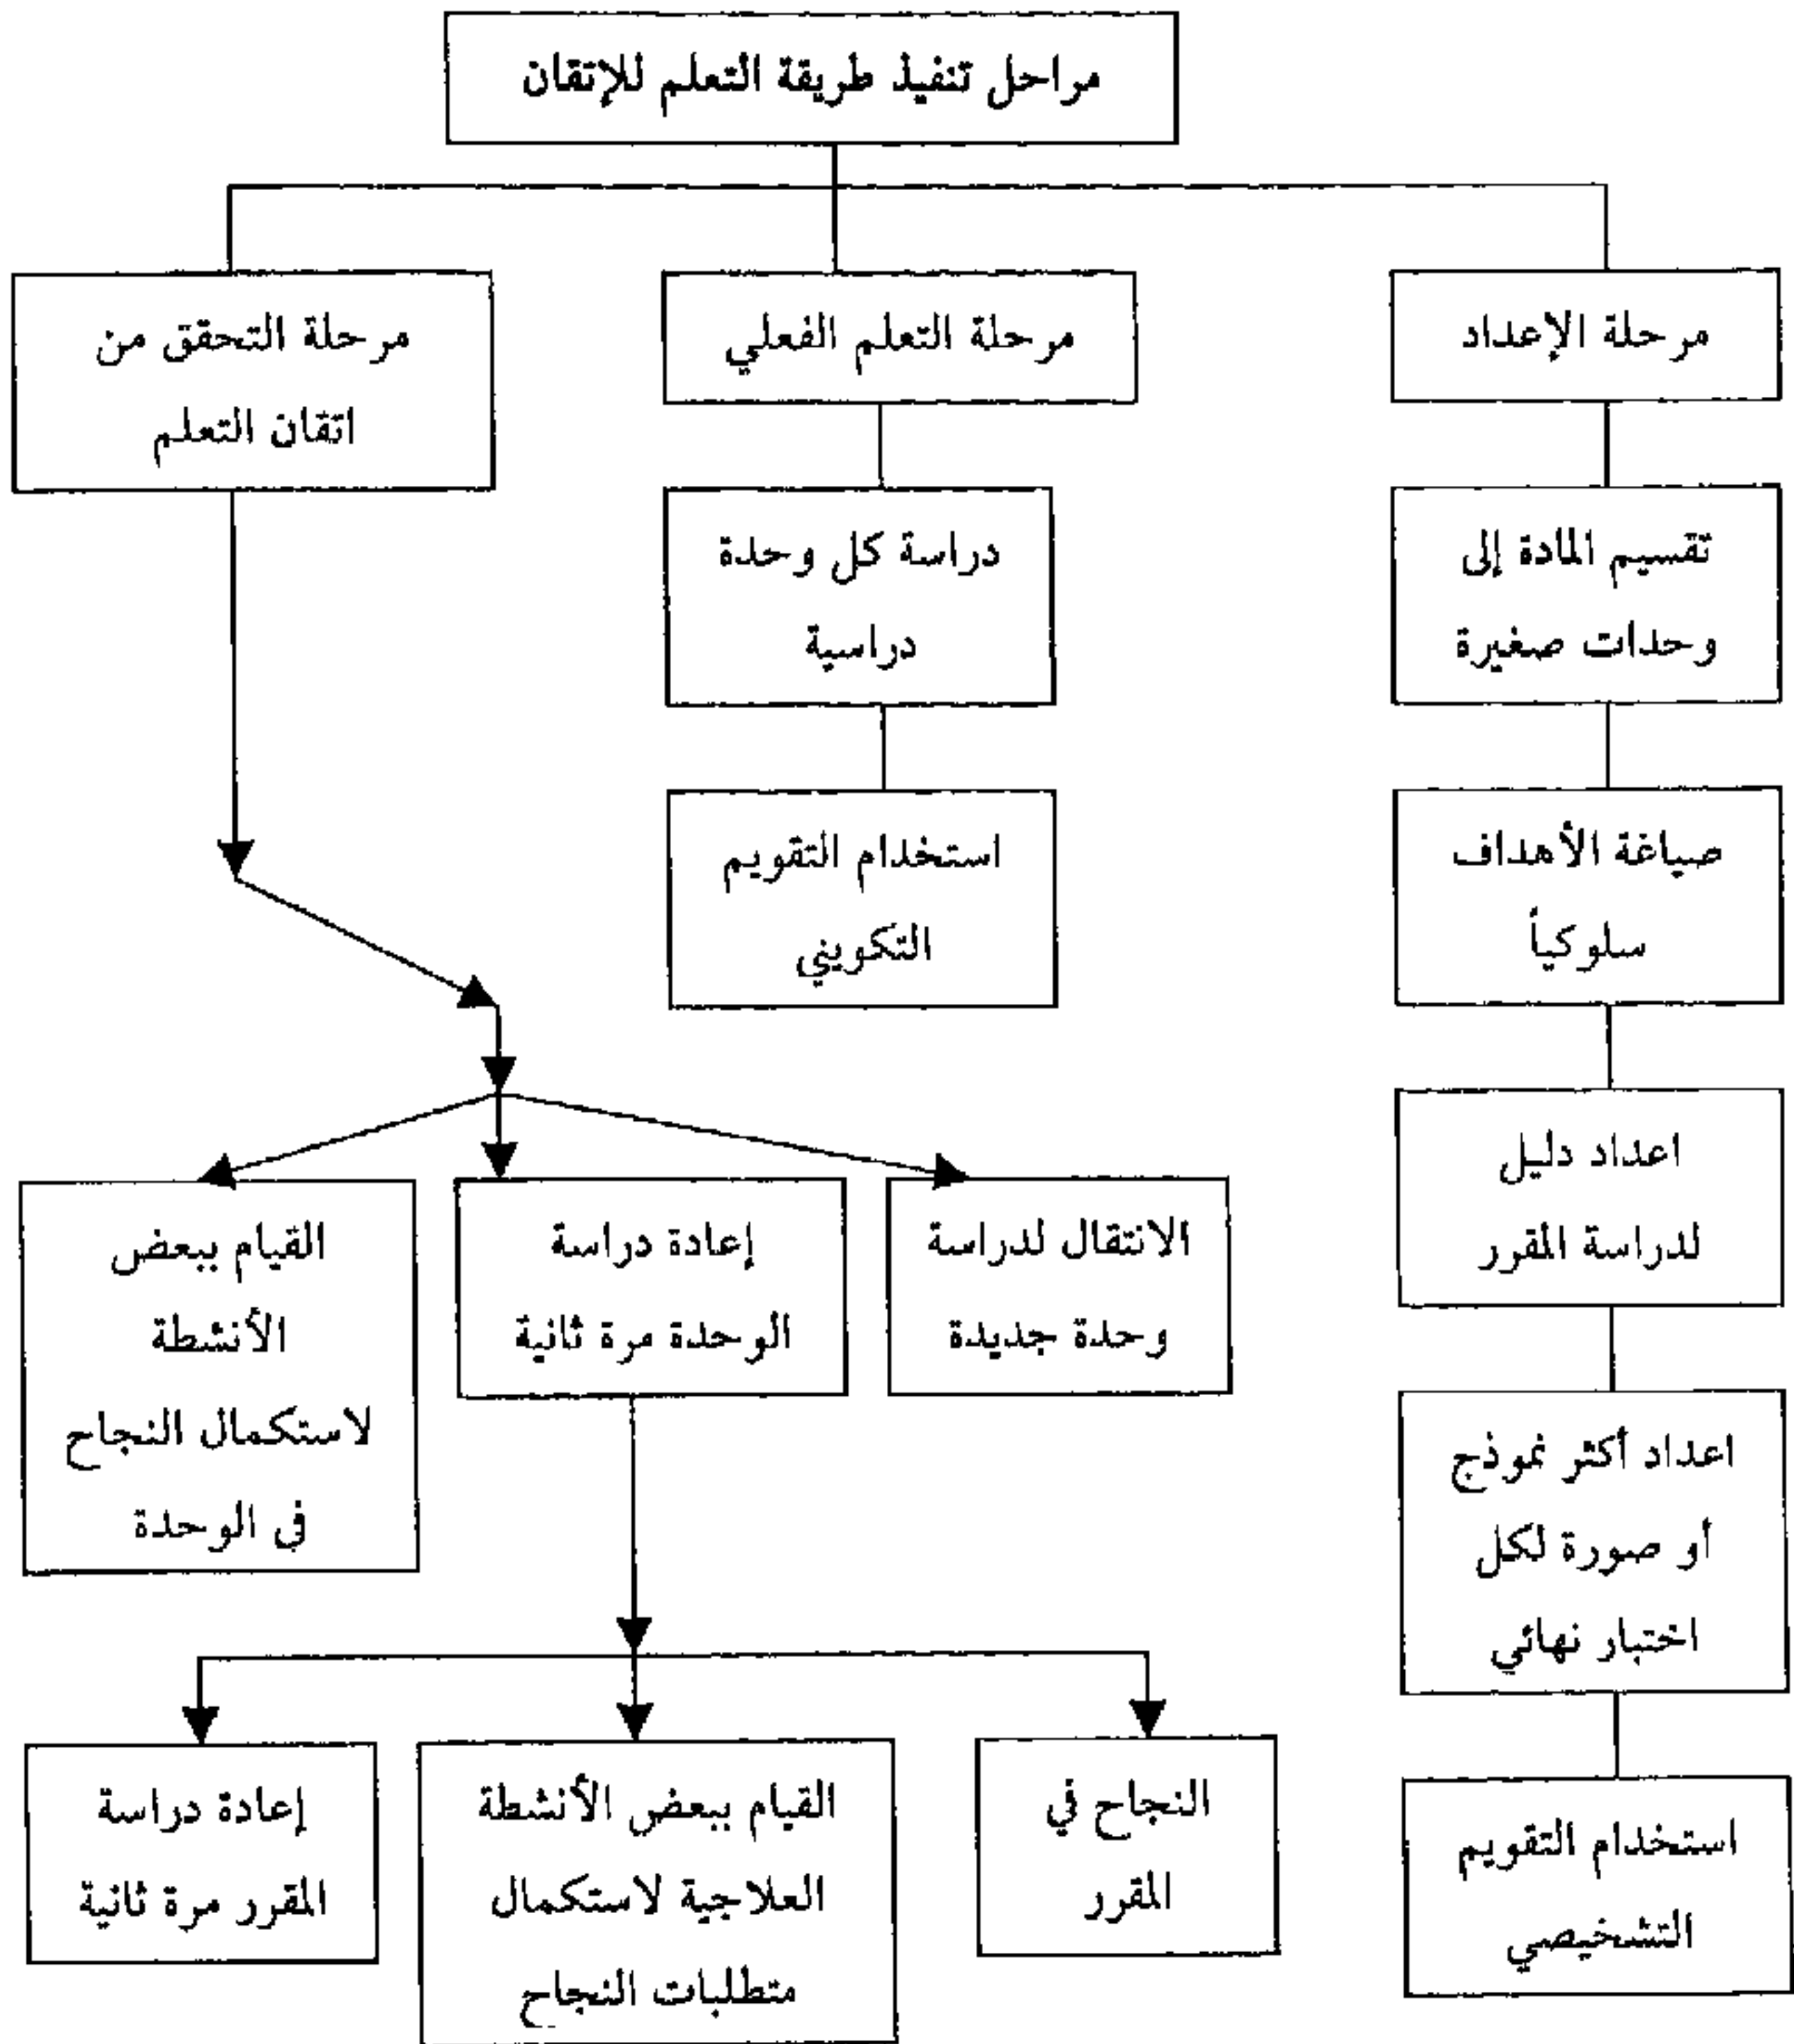 مراحل تنفيذ طريقة التعلم للإتقان
مرحلة الإعداد
تقسيم المادة إلى
وحدات صغيرة
صياغة الأهداف
سلوكياً
اعداد دليل
لدراسة المقرر
اعداد أكثر نموذج
أو صورة لكل
اختبار نهائي
استخدام التقويم
التشخيصي
مرحلة التعلم الفعلي
دراسة كل وحدة
دراسية
استخدام التقويم
التكويني
مرحلة التحقق من
اتقان التعلم
الانتقال لدراسة
وحدة جديدة
إعادة دراسة
الوحدة مرة ثانية
القيام ببعض
الأنشطة
لاستكمال النجاح
في الوحدة
النجاح في
المقرر
القيام ببعض الأنشطة
العلاجية لاستكمال
متطلبات النجاح
إعادة دراسة
المقرر مرة ثانية